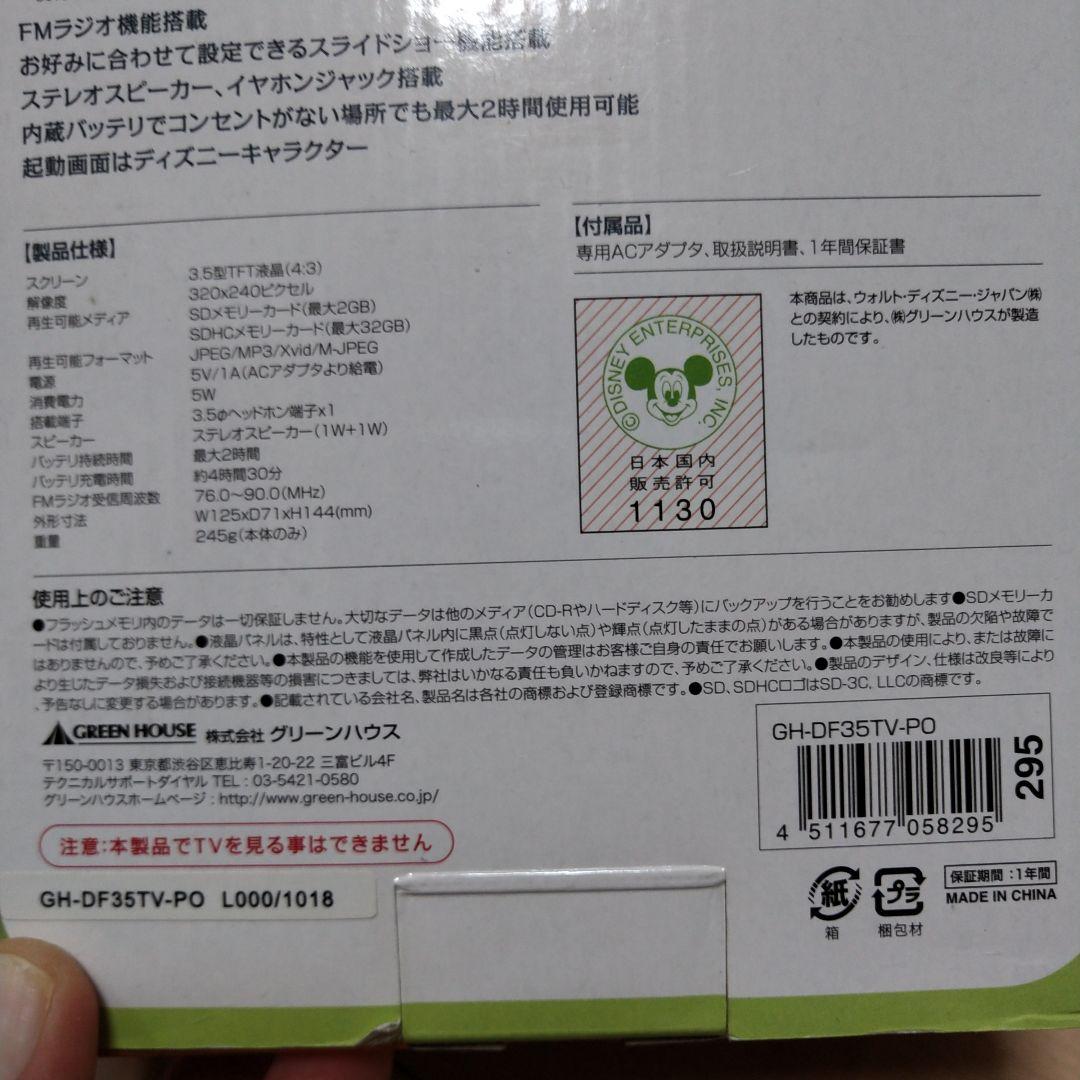 FMラジオ機能搭載
お好みに合わせて設定できるスライドショー機能搭載
ステレオスピーカー、イヤホンジャック搭載
内蔵バッテリでコンセントがない場所でも最大2時間使用可能
起動画面はディズニーキャラクター
【製品仕様】
スクリーン 3.5型TFT液晶(4:3)
解像度 320x240ピクセル
再生可能メディア SDメモリーカード(最大2GB)
SDHCメモリーカード(最大32GB)
再生可能フォーマット JPEG/MP3/Xvid/M-JPEG
電源 5V/1A(ACアダプタより給電)
消費電力 5W
搭載端子 3.5φヘッドホン端子x1
スピーカー ステレオスピーカー(1W+1W)
バッテリ持続時間 最大2時間
バッテリ充電時間 約4時間30分
FMラジオ受信周波数 76.0~90.0(MHz)
外形寸法 W125xD71xH144(mm)
重量 245g(本体のみ)
【付属品】
専用ACアダプタ、取扱説明書、1年間保証書
©DISNEY ENTERPRISES, INC.
日本国内
販売許可
1130
本商品は、ウォルト・ディズニー・ジャパン㈱
との契約により、㈱グリーンハウスが製造
したものです。
使用上のご注意
●フラッシュメモリ内のデータは一切保証しません。大切なデータは他のメディア(CD-Rやハードディスク等)にバックアップを行うことをお勧めします●SDメモリーカ
ードは付属しておりません。●液晶パネルは、特性として液晶パネル内に黒点(点灯しない点)や輝点(点灯したままの点)がある場合がありますが、製品の欠陥や故障で
はありませんので、予めご了承ください。●本製品の機能を使用して作成したデータの管理はお客様ご自身の責任でお願いします。●本製品の使用により、または故障に
より生じたデータ損失および接続機器等の損害につきましては、弊社はいかなる責任も負いかねますので、予めご了承ください。●製品のデザイン、仕様は改良等により
、予告なしに変更する場合があります。●記載されている会社名、製品名は各社の商標および登録商標です。●SD、SDHCロゴはSD-3C, LLCの商標です。
GREEN HOUSE 株式会社 グリーンハウス
〒150-0013 東京都渋谷区恵比寿1-20-22 三富ビル4F
テクニカルサポートダイヤル TEL : 03-5421-0580
グリーンハウスホームページ : http://www.green-house.co.jp/
注意:本製品でTVを見る事はできません
GH-DF35TV-PO L000/1018
GH-DF35TV-PO
295
4 511677 058295
紙
箱
プラ
梱包材
保証期間 : 1年間
MADE IN CHINA